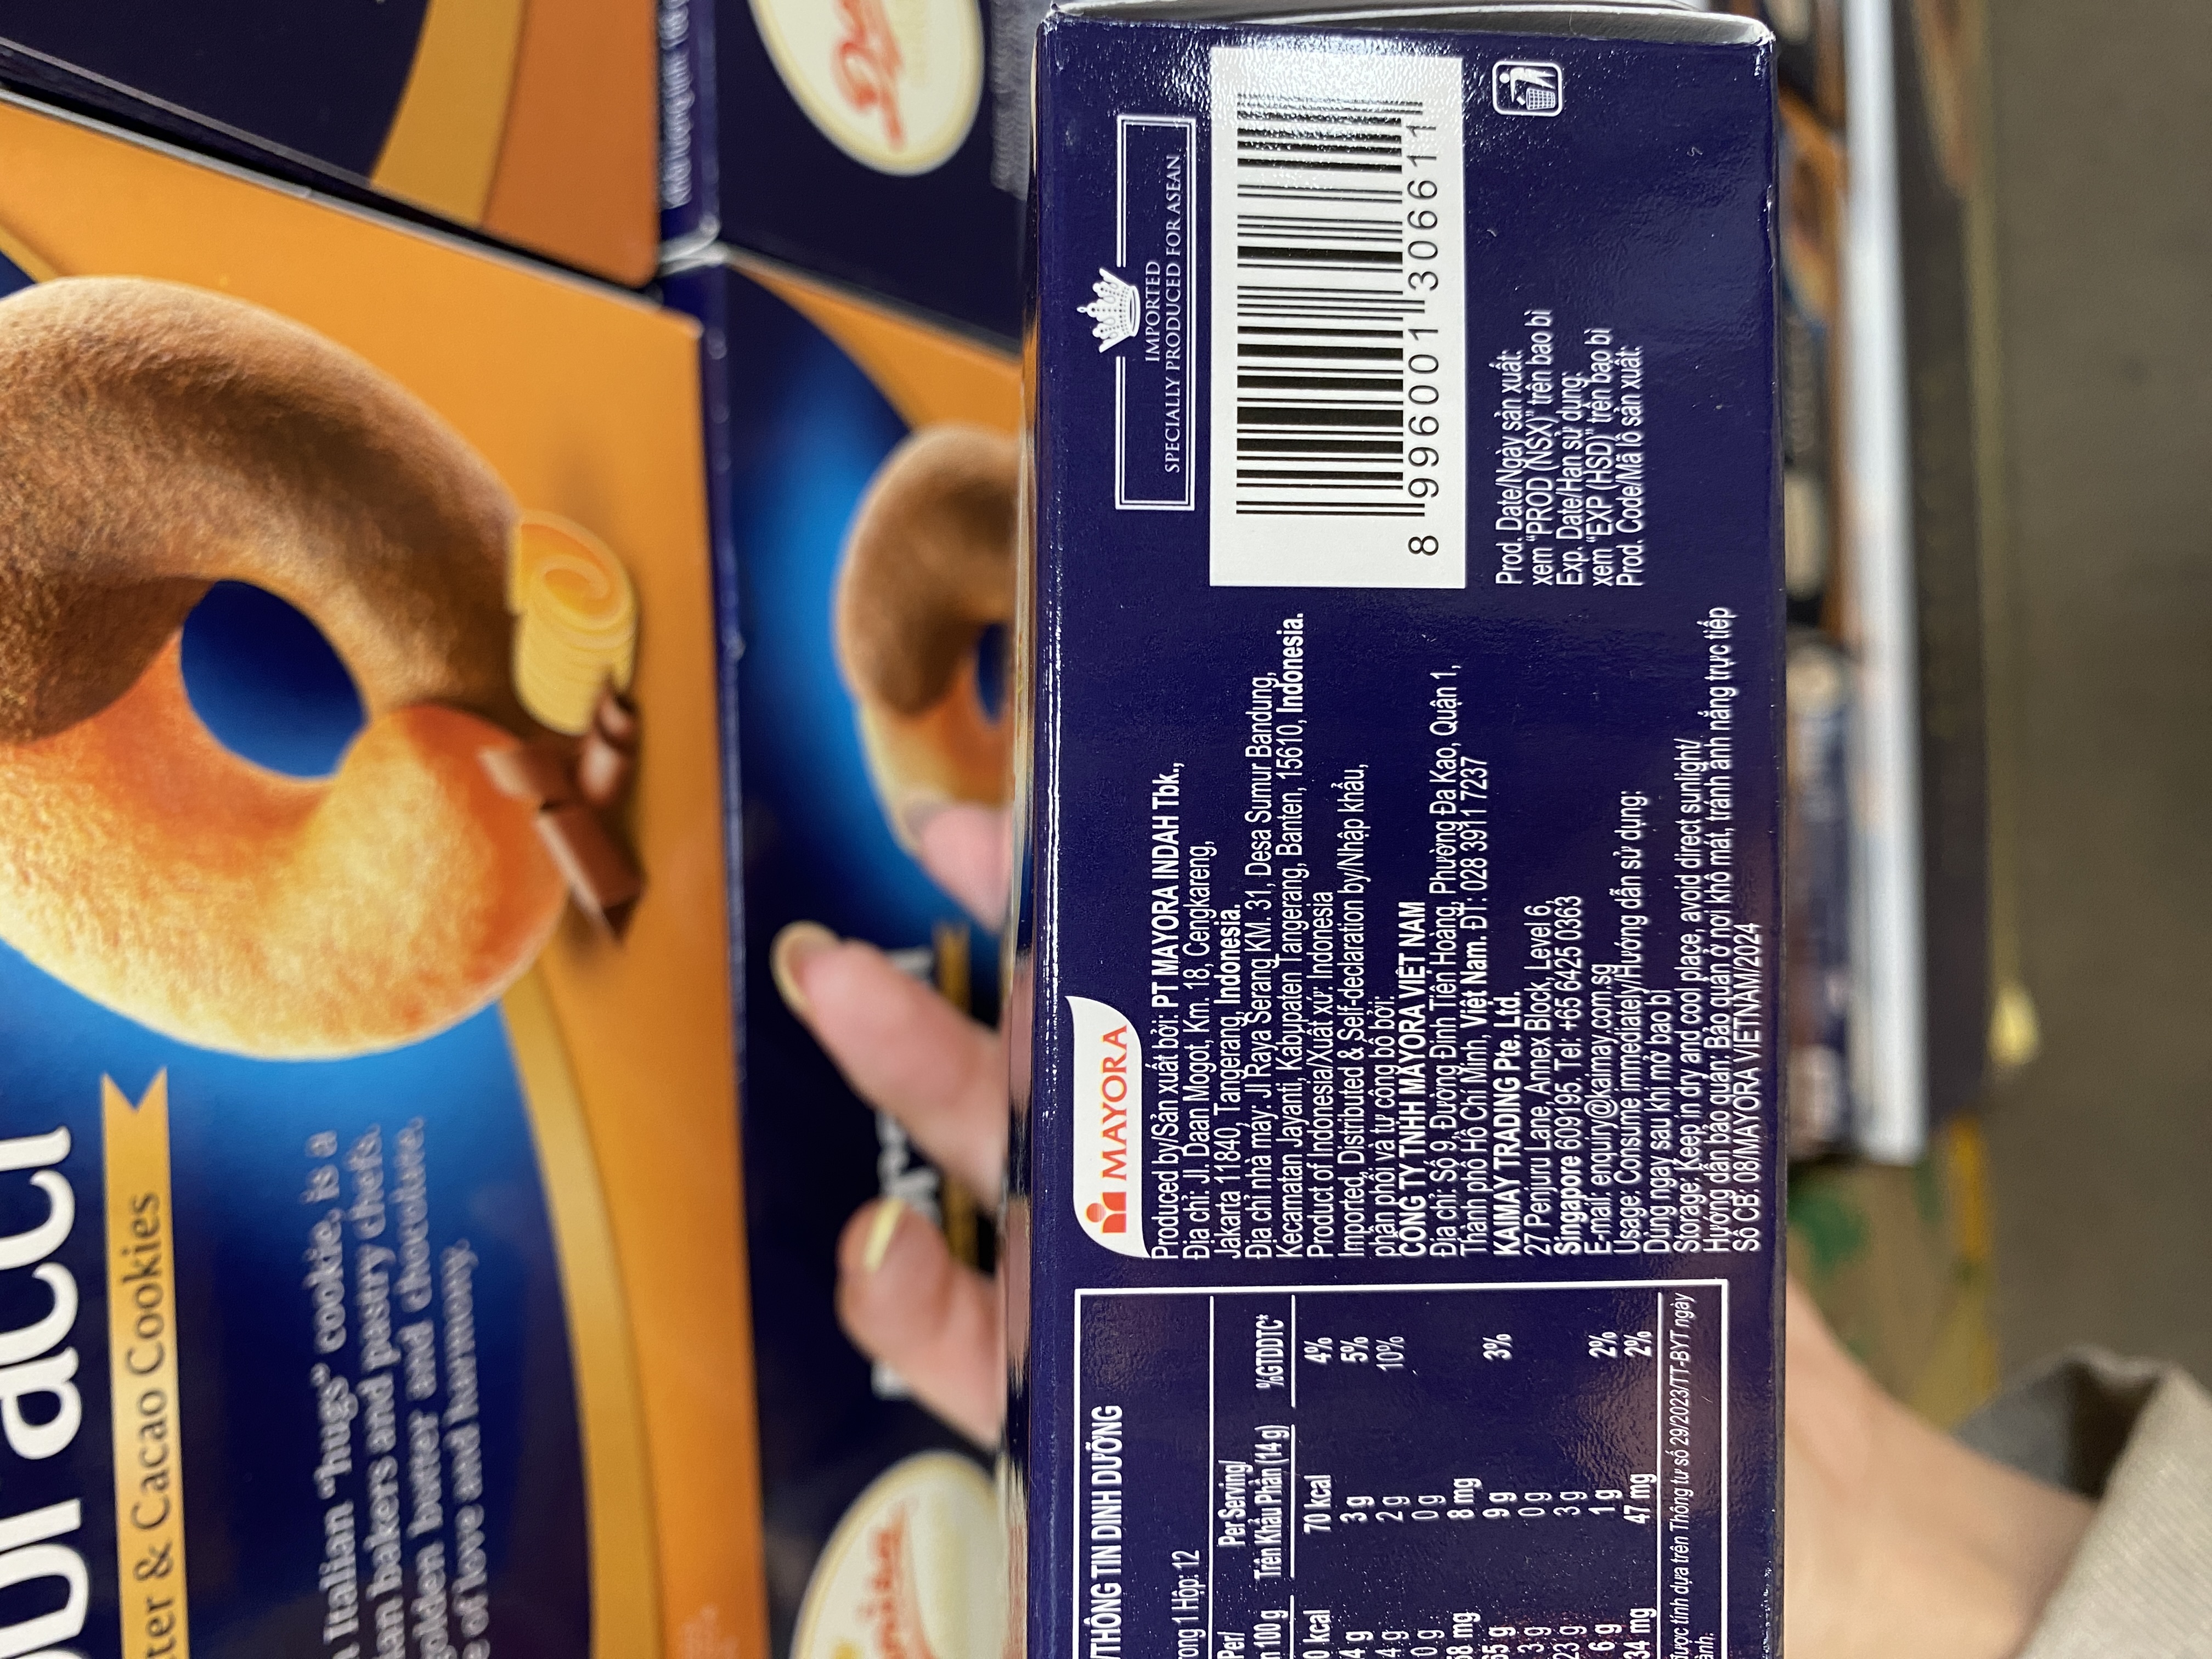 bracci
tter & Cacao Cookies
Italian "hugs" cookie, is a
ian bakers and pastry chefs.
golden butter and chocolate,
e of love and harmony.
/THÔNG TIN DINH DƯỠNG
rong 1 Hộp: 12
Per/ Per Serving/
n 100 g Trên Khẩu Phần (14 g) %GTDDTC*
0 kcal 70 kcal 4%
4 g 3 g 5%
4 g 2 g 10%
0 g 0 g
58 mg 8 mg
65 g 9 g 3%
3 g 0 g
23 g 3 g
6 g 1 g 2%
34 mg 47 mg 2%
được tính dựa trên Thông tư số 29/2023/TT-BYT ngày
ành.
MAYORA
Produced by/Sản xuất bởi: PT MAYORA INDAH Tbk.,
Địa chỉ: Jl. Daan Mogot, Km. 18, Cengkareng,
Jakarta 11840, Tangerang, Indonesia.
Địa chỉ nhà máy: Jl Raya Serang KM. 31, Desa Sumur Bandung,
Kecamatan Jayanti, Kabupaten Tangerang, Banten, 15610, Indonesia.
Product of Indonesia/Xuất xứ: Indonesia
Imported, Distributed & Self-declaration by/Nhập khẩu,
phân phối và tự công bố bởi:
CÔNG TY TNHH MAYORA VIỆT NAM
Địa chỉ: Số 9, Đường Đinh Tiên Hoàng, Phường Đa Kao, Quận 1,
Thành phố Hồ Chí Minh, Việt Nam. ĐT: 028 3911 7237
KAIMAY TRADING Pte. Ltd.
27 Penjuru Lane, Annex Block, Level 6,
Singapore 609195. Tel: +65 6425 0363
E-mail: enquiry@kaimay.com.sg
Usage: Consume immediately/Hướng dẫn sử dụng:
Dùng ngay sau khi mở bao bì
Storage: Keep in dry and cool place, avoid direct sunlight/
Hướng dẫn bảo quản: Bảo quản ở nơi khô mát, tránh ánh nắng trực tiếp
Số CB: 08/MAYORA VIETNAM/2024
IMPORTED
SPECIALLY PRODUCED FOR ASEAN
8 996001 306611
Prod. Date/Ngày sản xuất:
xem "PROD (NSX)" trên bao bì
Exp. Date/Hạn sử dụng:
xem "EXP (HSD)" trên bao bì
Prod. Code/Mã lô sản xuất: